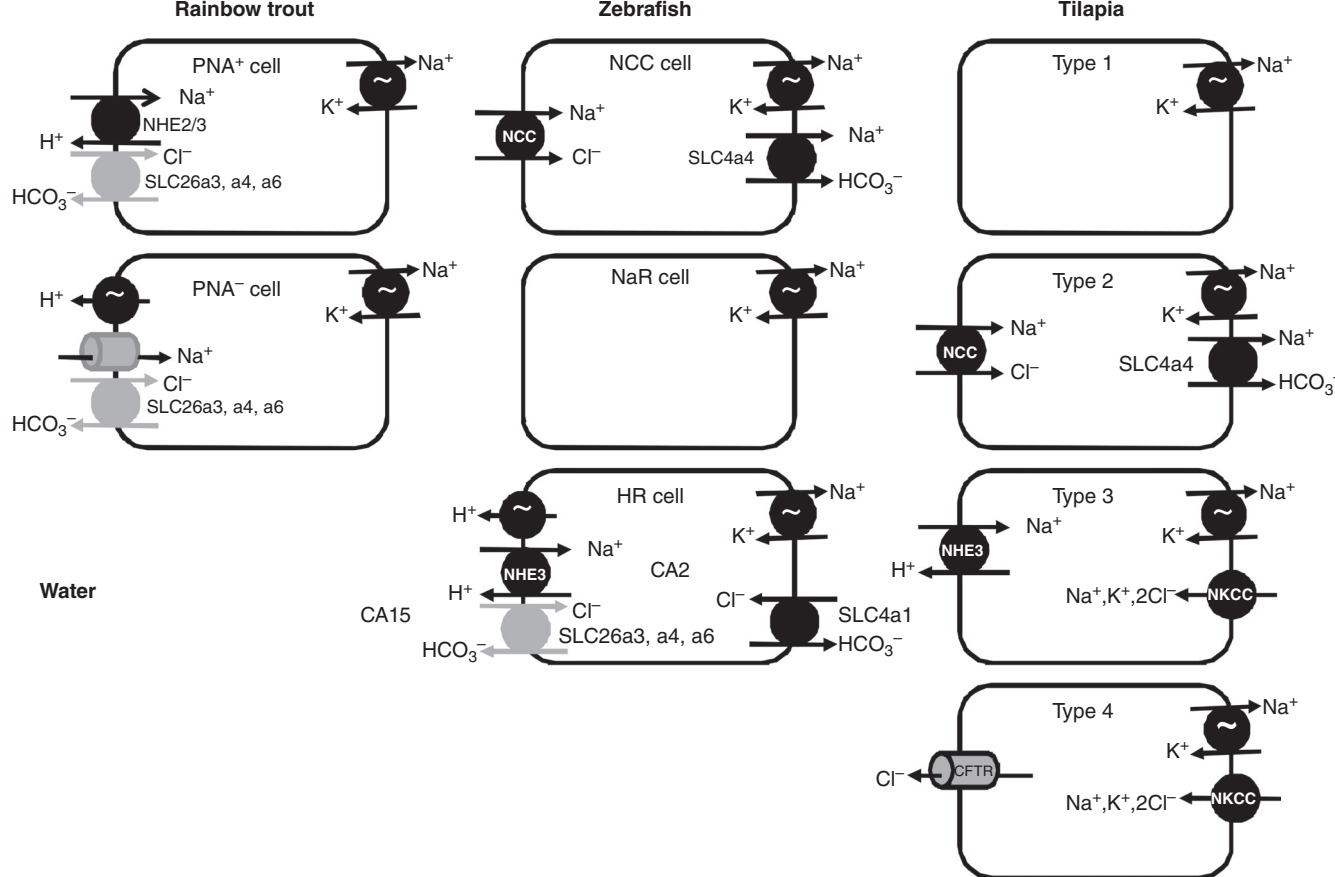 Rainbow trout
Zebrafish
Tilapia
PNA⁺ cell
Na⁺
K⁺
Na⁺
NHE2/3
H⁺
Cl⁻
SLC26a3, a4, a6
HCO₃⁻
~
NCC cell
Na⁺
K⁺
Na⁺
NCC
Cl⁻
~
Na⁺
SLC4a4
HCO₃⁻
Type 1
Na⁺
~
K⁺
PNA⁻ cell
Na⁺
~
K⁺
H⁺
~
Na⁺
Cl⁻
SLC26a3, a4, a6
HCO₃⁻
NaR cell
Na⁺
~
K⁺
Type 2
Na⁺
~
K⁺
Na⁺
NCC
Cl⁻
Na⁺
SLC4a4
HCO₃⁻
HR cell
Na⁺
~
K⁺
H⁺
~
Na⁺
NHE3
H⁺
CA2
Cl⁻
SLC26a3, a4, a6
HCO₃⁻
Cl⁻
SLC4a1
HCO₃⁻
CA15
Water
Type 3
Na⁺
~
K⁺
Na⁺
NHE3
H⁺
Na⁺,K⁺,2Cl⁻
NKCC
Type 4
Na⁺
~
K⁺
Cl⁻
CFTR
Na⁺,K⁺,2Cl⁻
NKCC